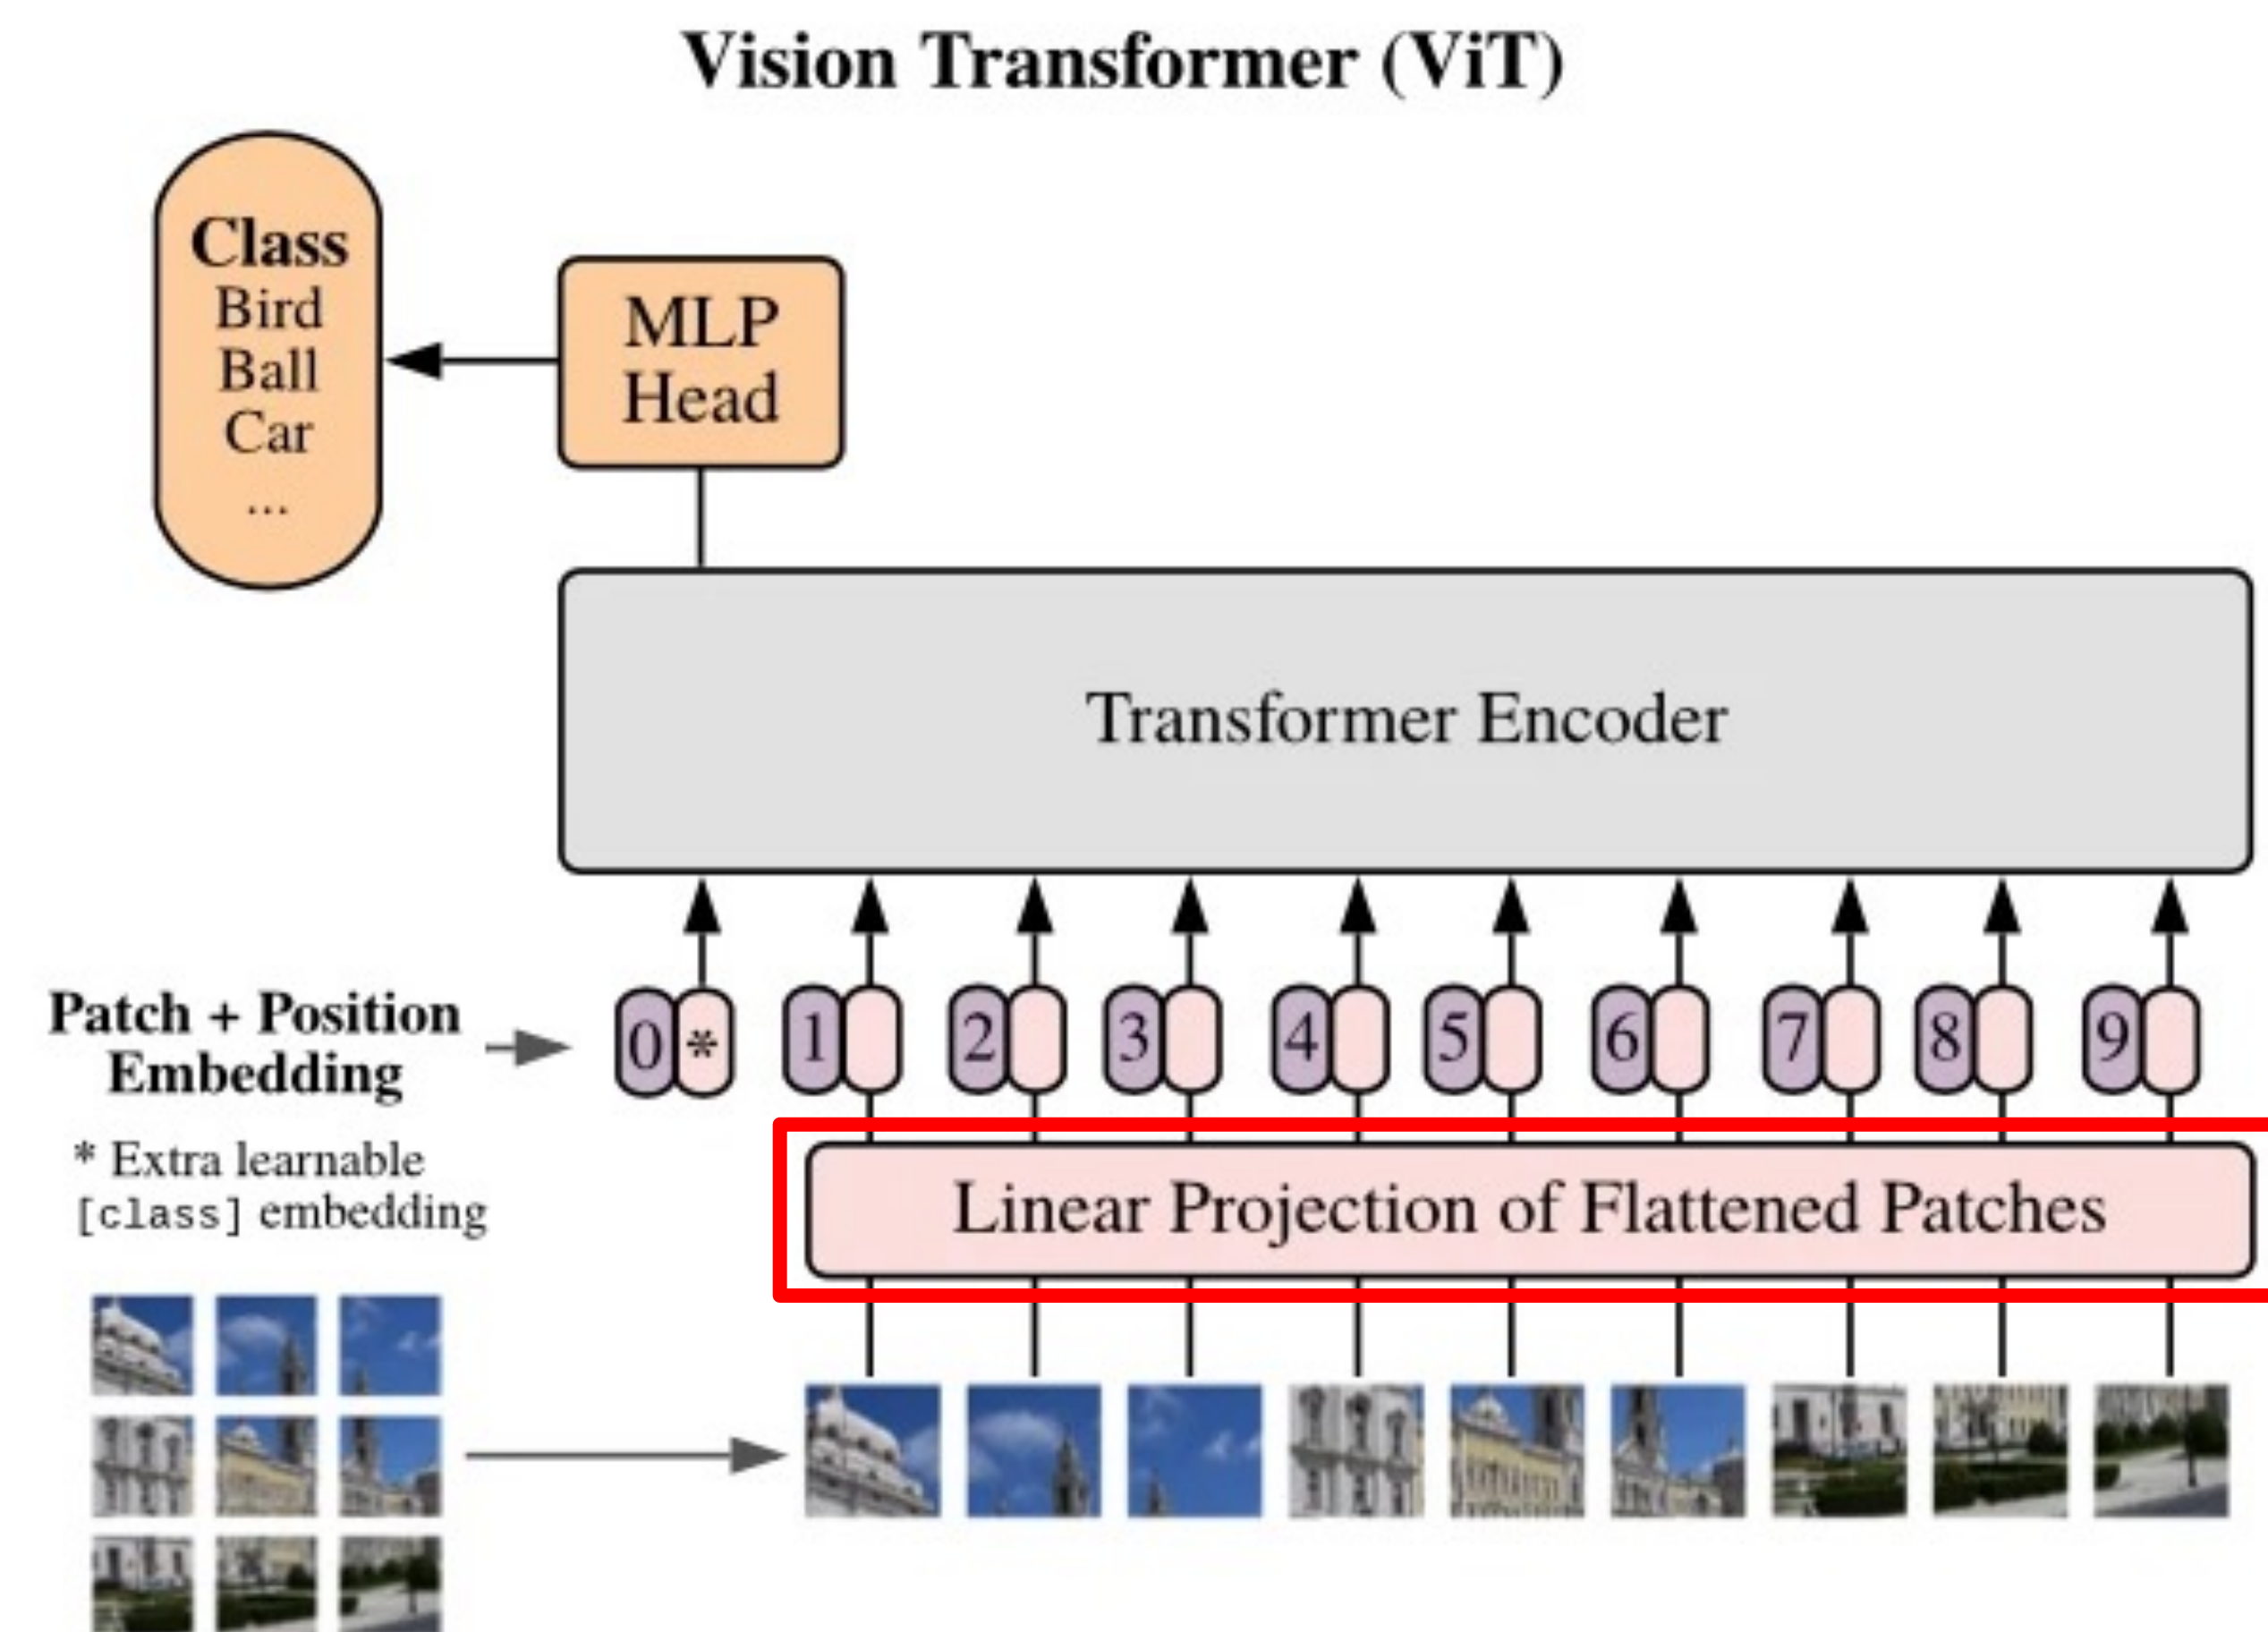 Vision Transformer (ViT)
Class
Bird
Ball
Car
...
MLP
Head
Transformer Encoder
Patch + Position
Embedding
0 * 1 2 3 4 5 6 7 8 9
* Extra learnable
[class] embedding
Linear Projection of Flattened Patches